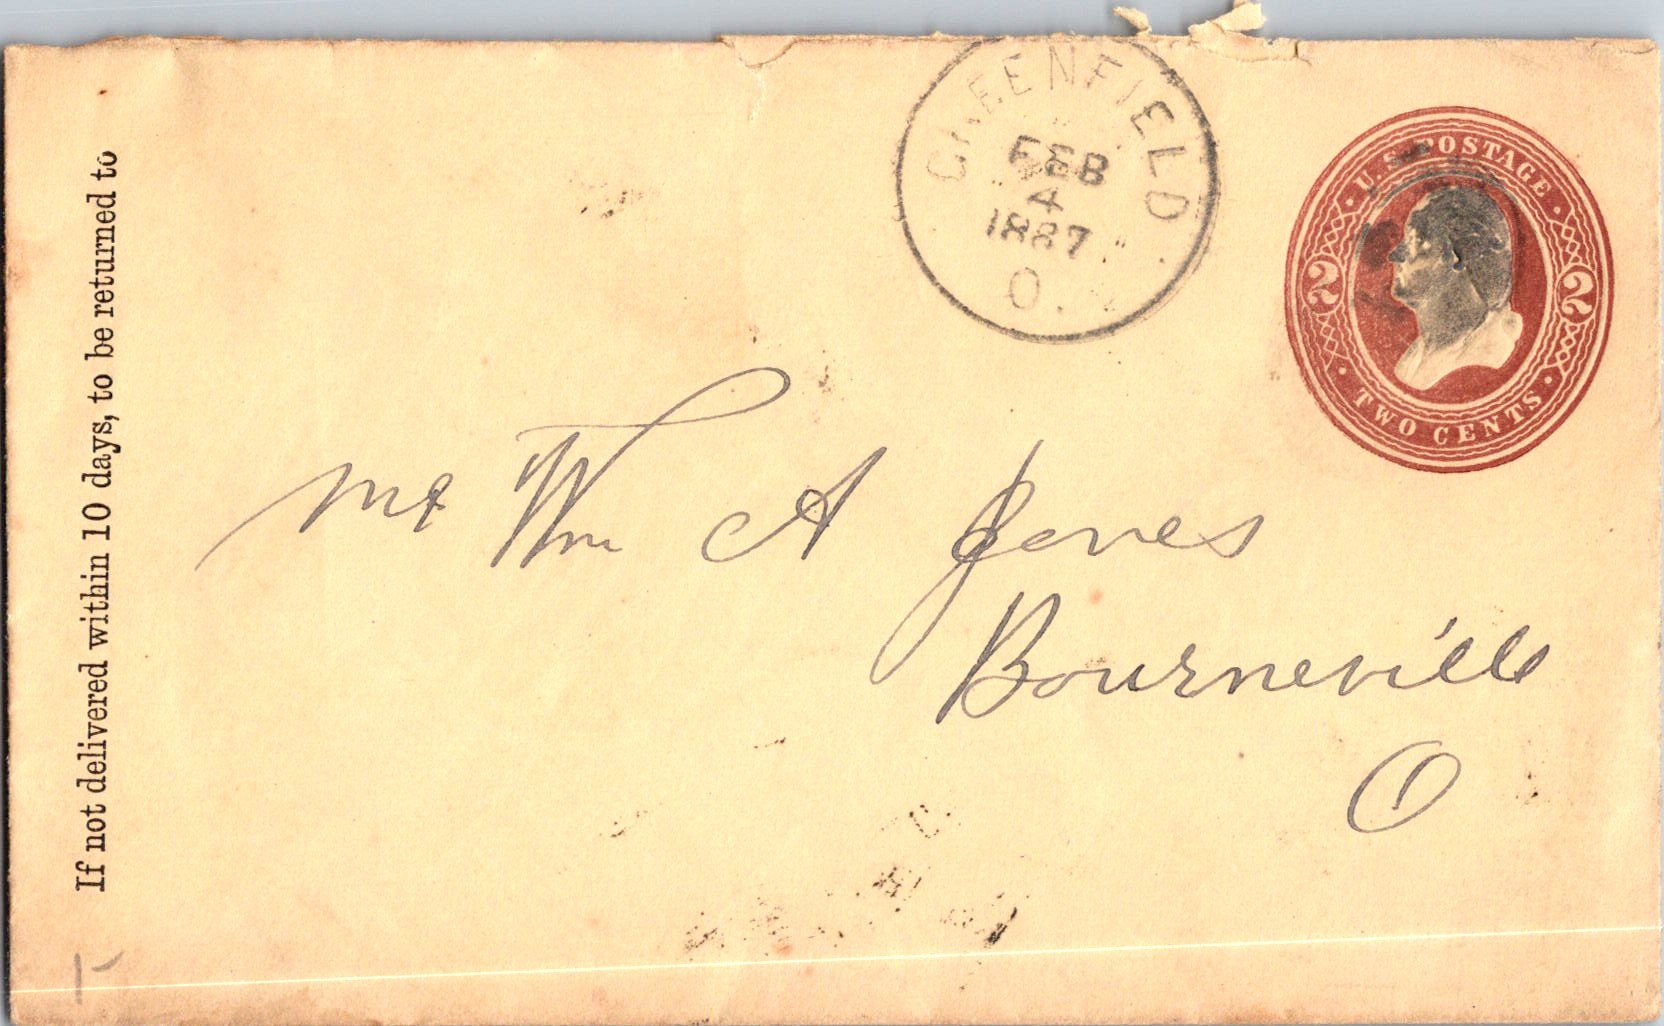 If not delivered within 10 days, to be returned to
GREENFIELD
FEB
4
1887
O.
U.S. POSTAGE
2 2
TWO CENTS
Mr Wm A Jones
Bourneville
O